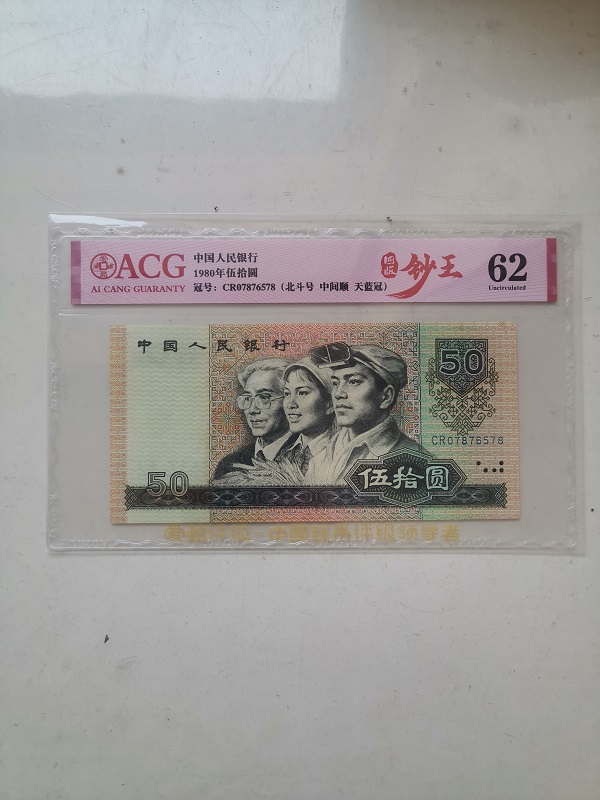 ACG
AI CANG GUARANTY
中国人民银行
1980年伍拾圆
冠号：CR07876578（北斗号 中间顺 天蓝冠）
四版
钞王
62
Uncirculated
中国人民银行
50
CR07876578
50
伍拾圆